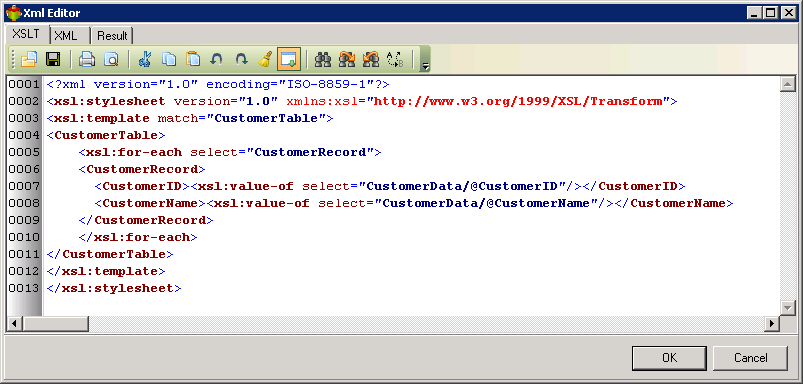 Xml Editor
XSLT XML Result
0001 <?xml version="1.0" encoding="ISO-8859-1"?>
0002 <xsl:stylesheet version="1.0" xmlns:xsl="http://www.w3.org/1999/XSL/Transform">
0003 <xsl:template match="CustomerTable">
0004 <CustomerTable>
0005     <xsl:for-each select="CustomerRecord">
0006     <CustomerRecord>
0007       <CustomerID><xsl:value-of select="CustomerData/@CustomerID"/></CustomerID>
0008       <CustomerName><xsl:value-of select="CustomerData/@CustomerName"/></CustomerName>
0009     </CustomerRecord>
0010     </xsl:for-each>
0011 </CustomerTable>
0012 </xsl:template>
0013 </xsl:stylesheet>
OK Cancel